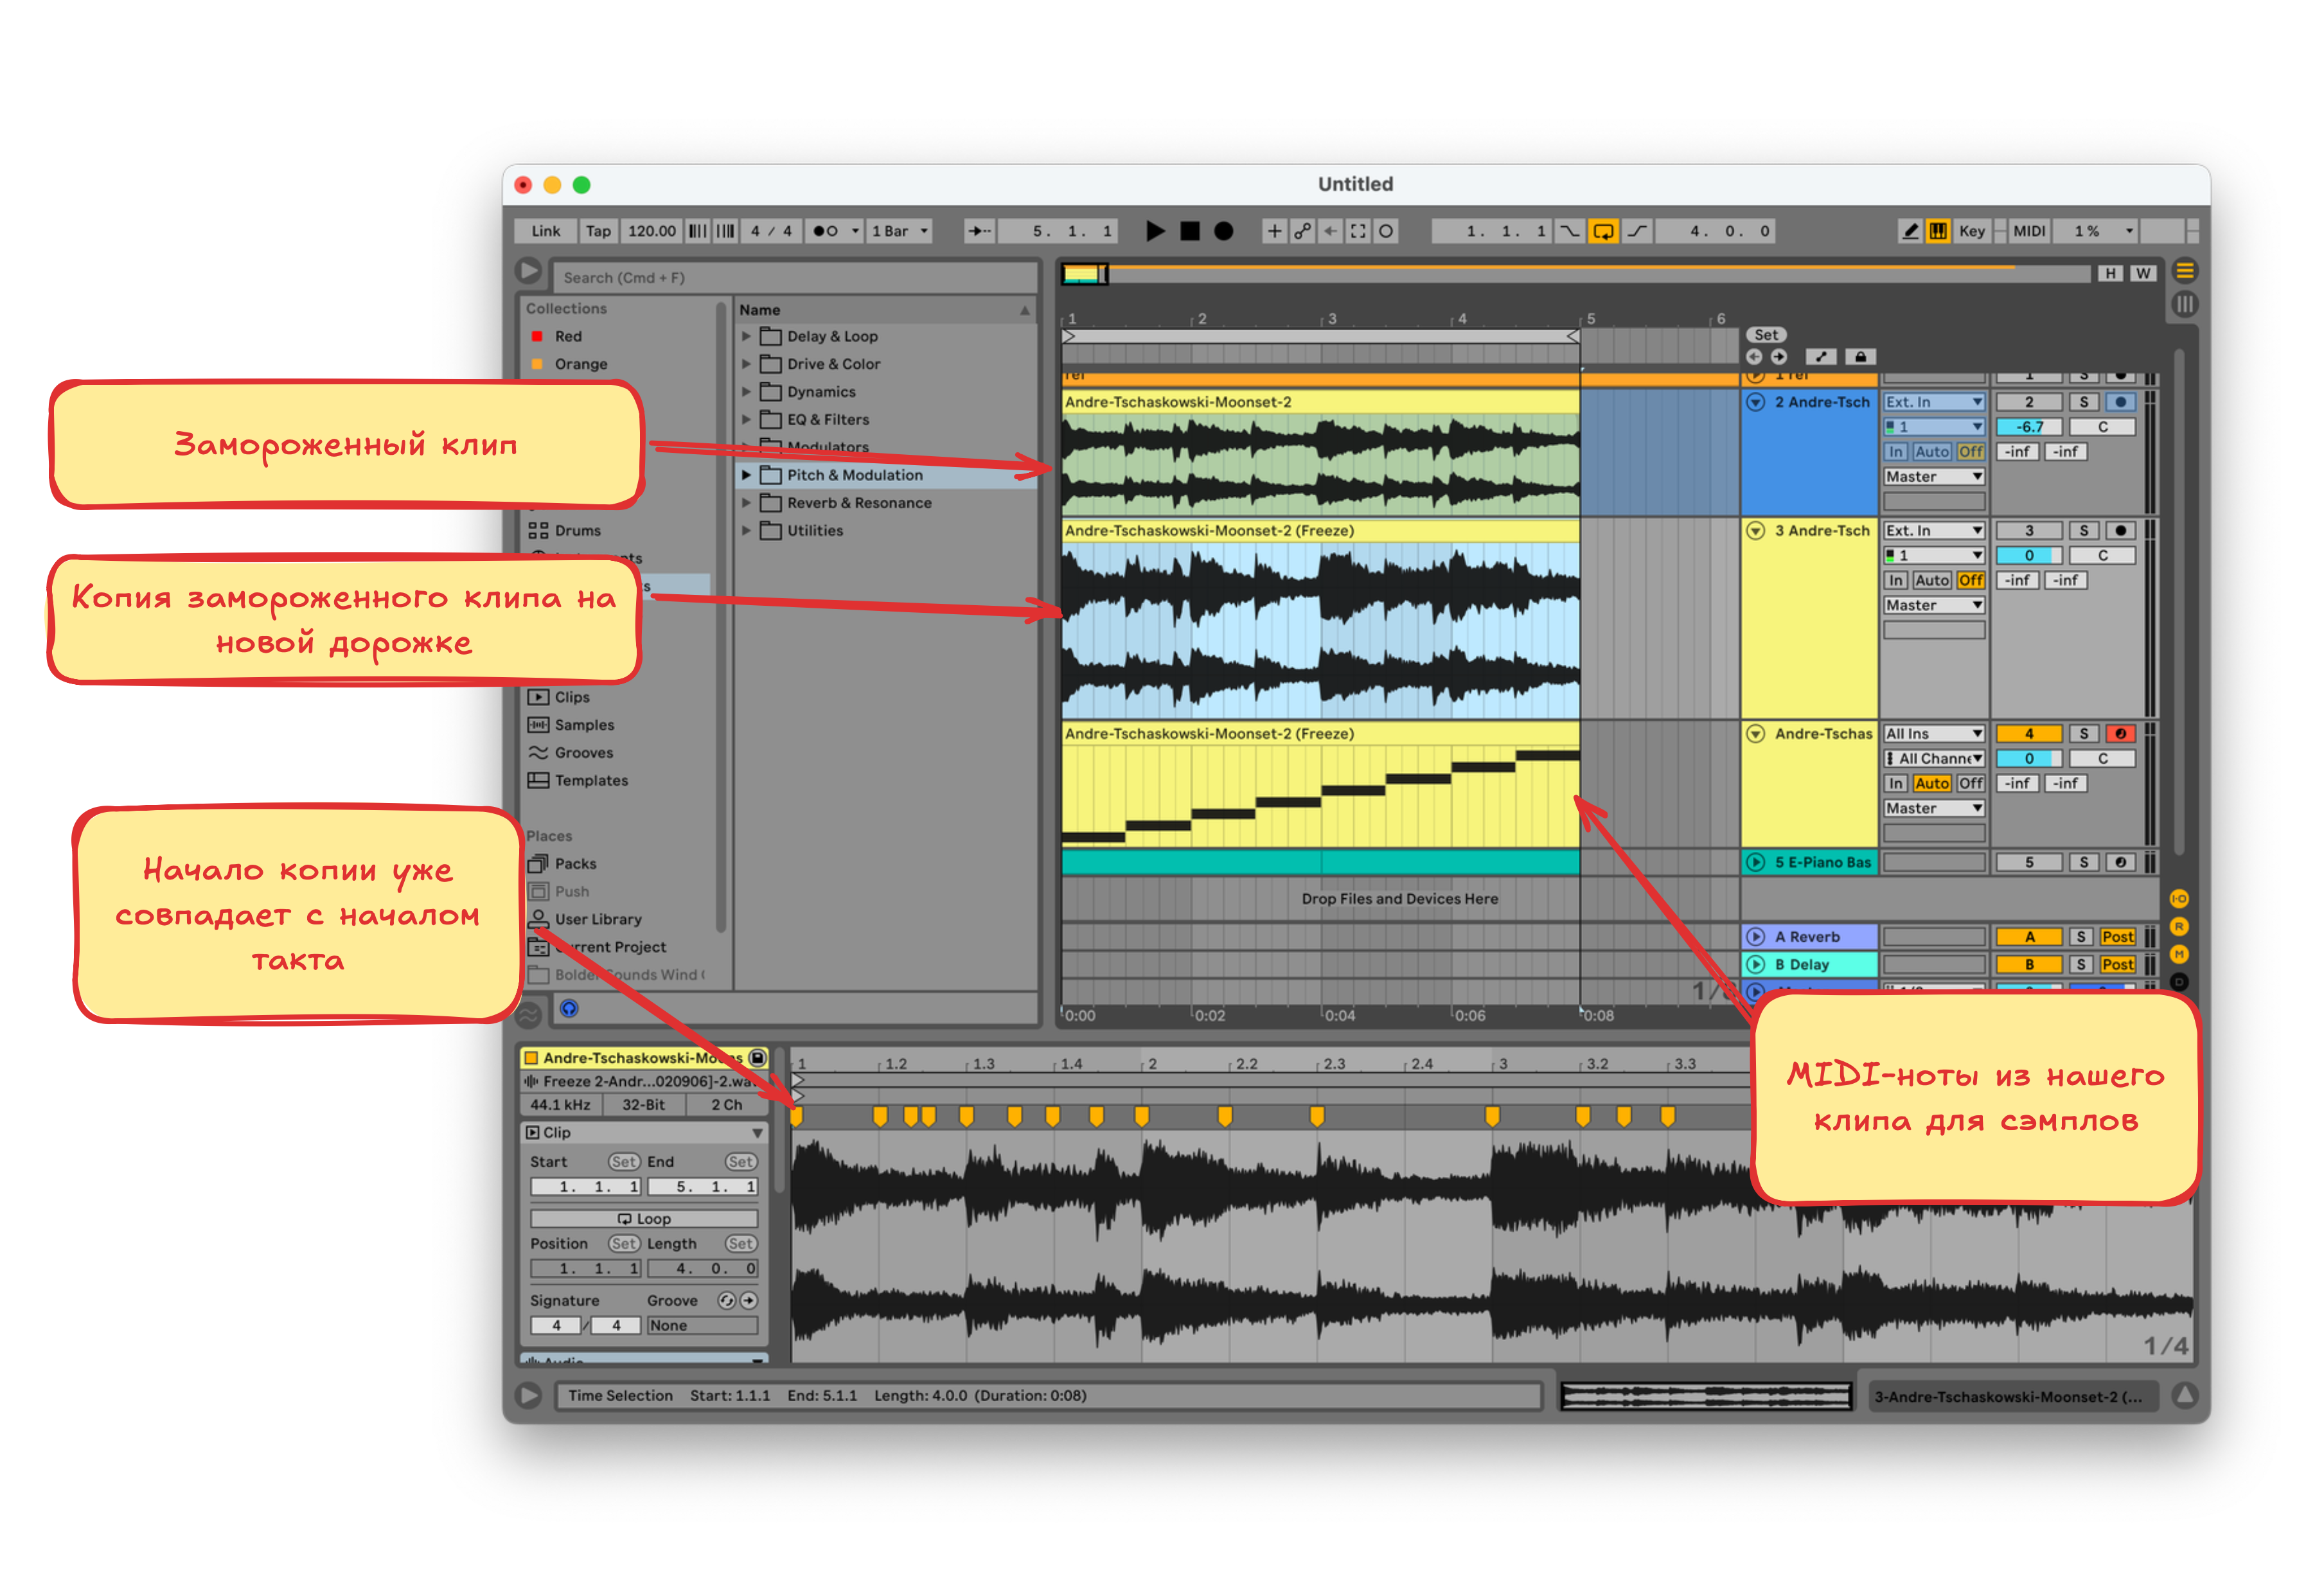 Untitled
Link Tap 120.00 4 / 4 1 Bar 5. 1. 1 1. 1. 1 4. 0. 0 Key MIDI 1 %
Search (Cmd + F)
H W
Collections
Red
Orange
Drums
Clips
Samples
Grooves
Templates
Places
Packs
Push
User Library
Current Project
Name
Delay & Loop
Drive & Color
Dynamics
EQ & Filters
Modulators
Pitch & Modulation
Reverb & Resonance
Utilities
Замороженный клип
Копия замороженного клипа на
новой дорожке
Начало копии уже
совпадает с началом
такта
1 2 3 4 5 6
Set
Andre-Tschaskowski-Moonset-2
2 Andre-Tsch Ext. In 2 S
1 -6.7 C
In Auto Off -inf -inf
Master
Andre-Tschaskowski-Moonset-2 (Freeze)
3 Andre-Tsch Ext. In 3 S
1 0 C
In Auto Off -inf -inf
Master
Andre-Tschaskowski-Moonset-2 (Freeze)
Andre-Tschas All Ins 4 S
All Channe 0 C
In Auto Off -inf -inf
Master
5 E-Piano Bas 5 S
Drop Files and Devices Here
A Reverb A S Post
B Delay B S Post
0:00 0:02 0:04 0:06 0:08
I-O
R
M
D
MIDI-ноты из нашего
клипа для сэмплов
Andre-Tschaskowski-Moons
Freeze 2-Andr...020906]-2.wa
44.1 kHz 32-Bit 2 Ch
Clip
Start Set End Set
1. 1. 1 5. 1. 1
Loop
Position Set Length Set
1. 1. 1 4. 0. 0
Signature Groove
4 / 4 None
Audio
1 1.2 1.3 1.4 2 2.2 2.3 2.4 3 3.2 3.3
1/4
Time Selection Start: 1.1.1 End: 5.1.1 Length: 4.0.0 (Duration: 0:08)
3-Andre-Tschaskowski-Moonset-2 (...